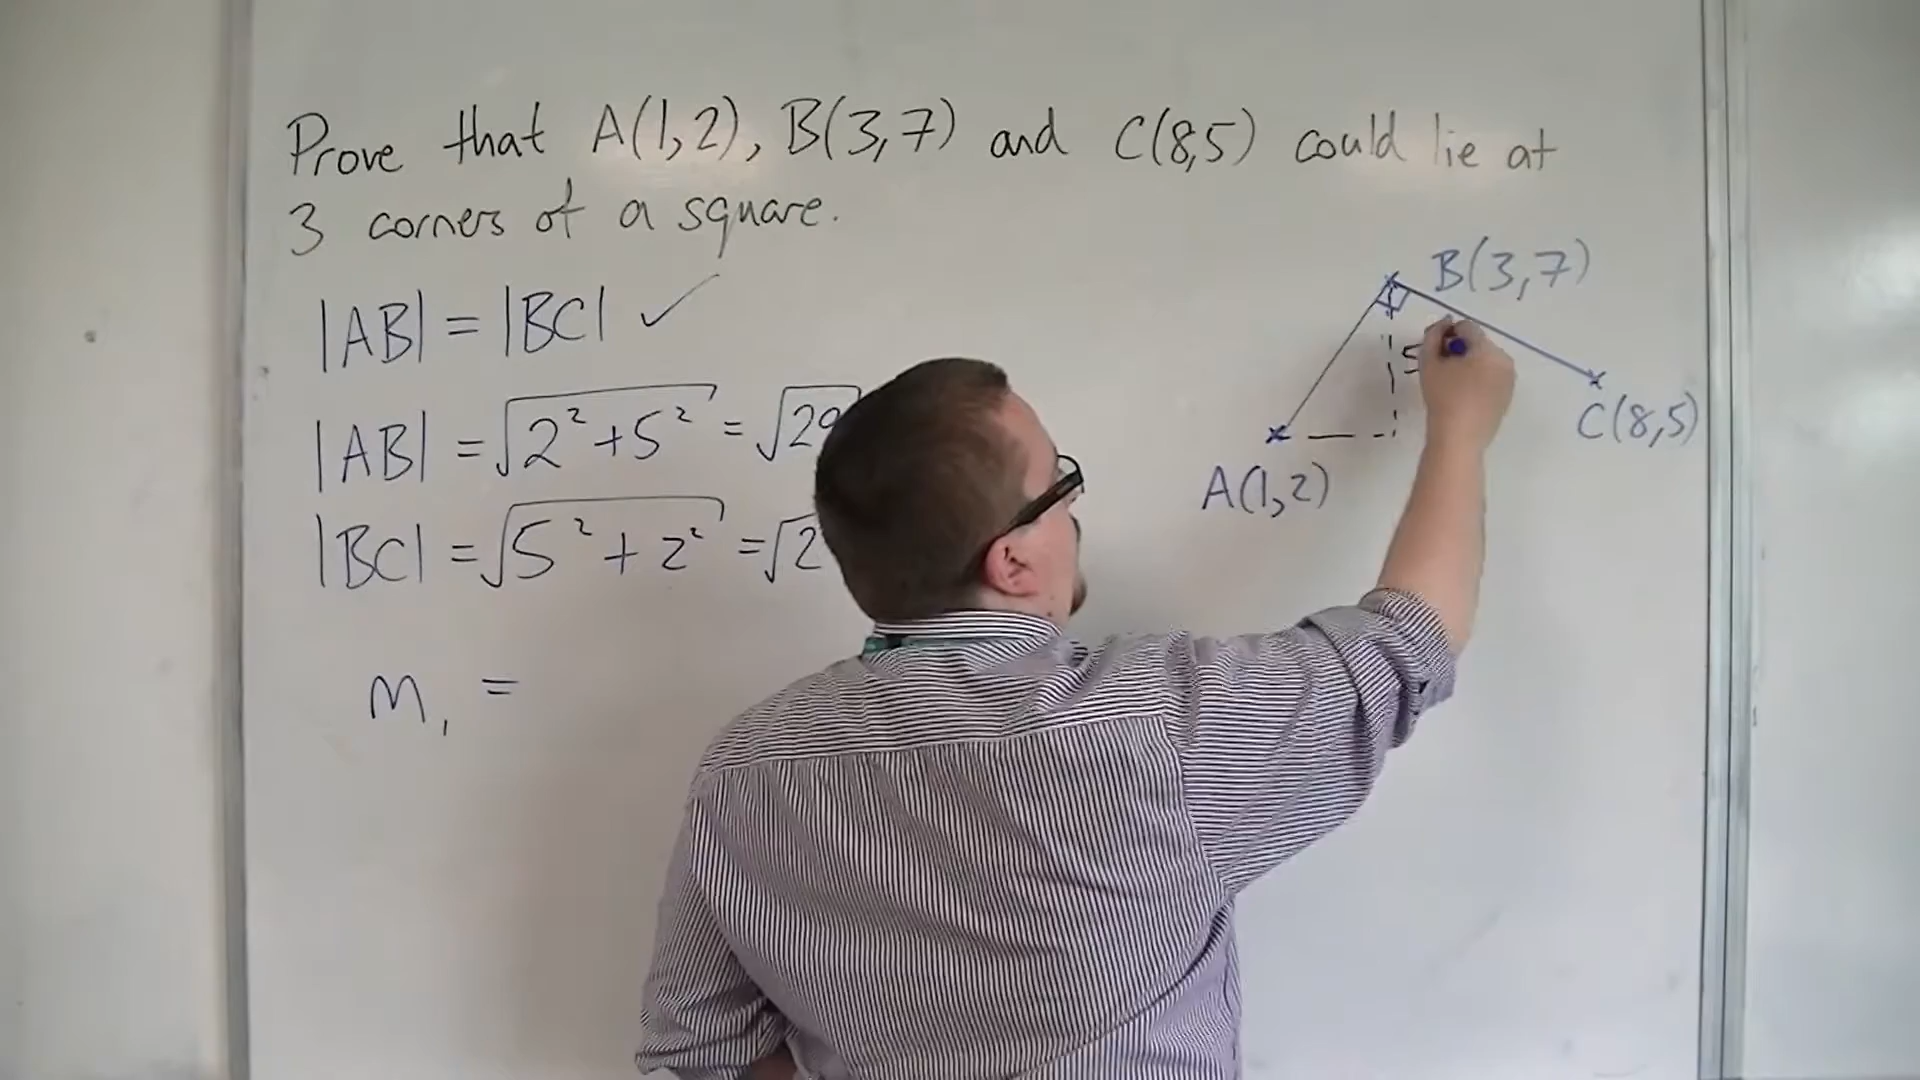 Prove that A(1,2), B(3,7) and C(8,5) could lie at
3 corners of a square.
|AB| = |BC| ✓
|AB| = √2² + 5² = √29
|BC| = √5² + 2² = √2
m₁ =
B(3,7)
5
C(8,5)
A(1,2)